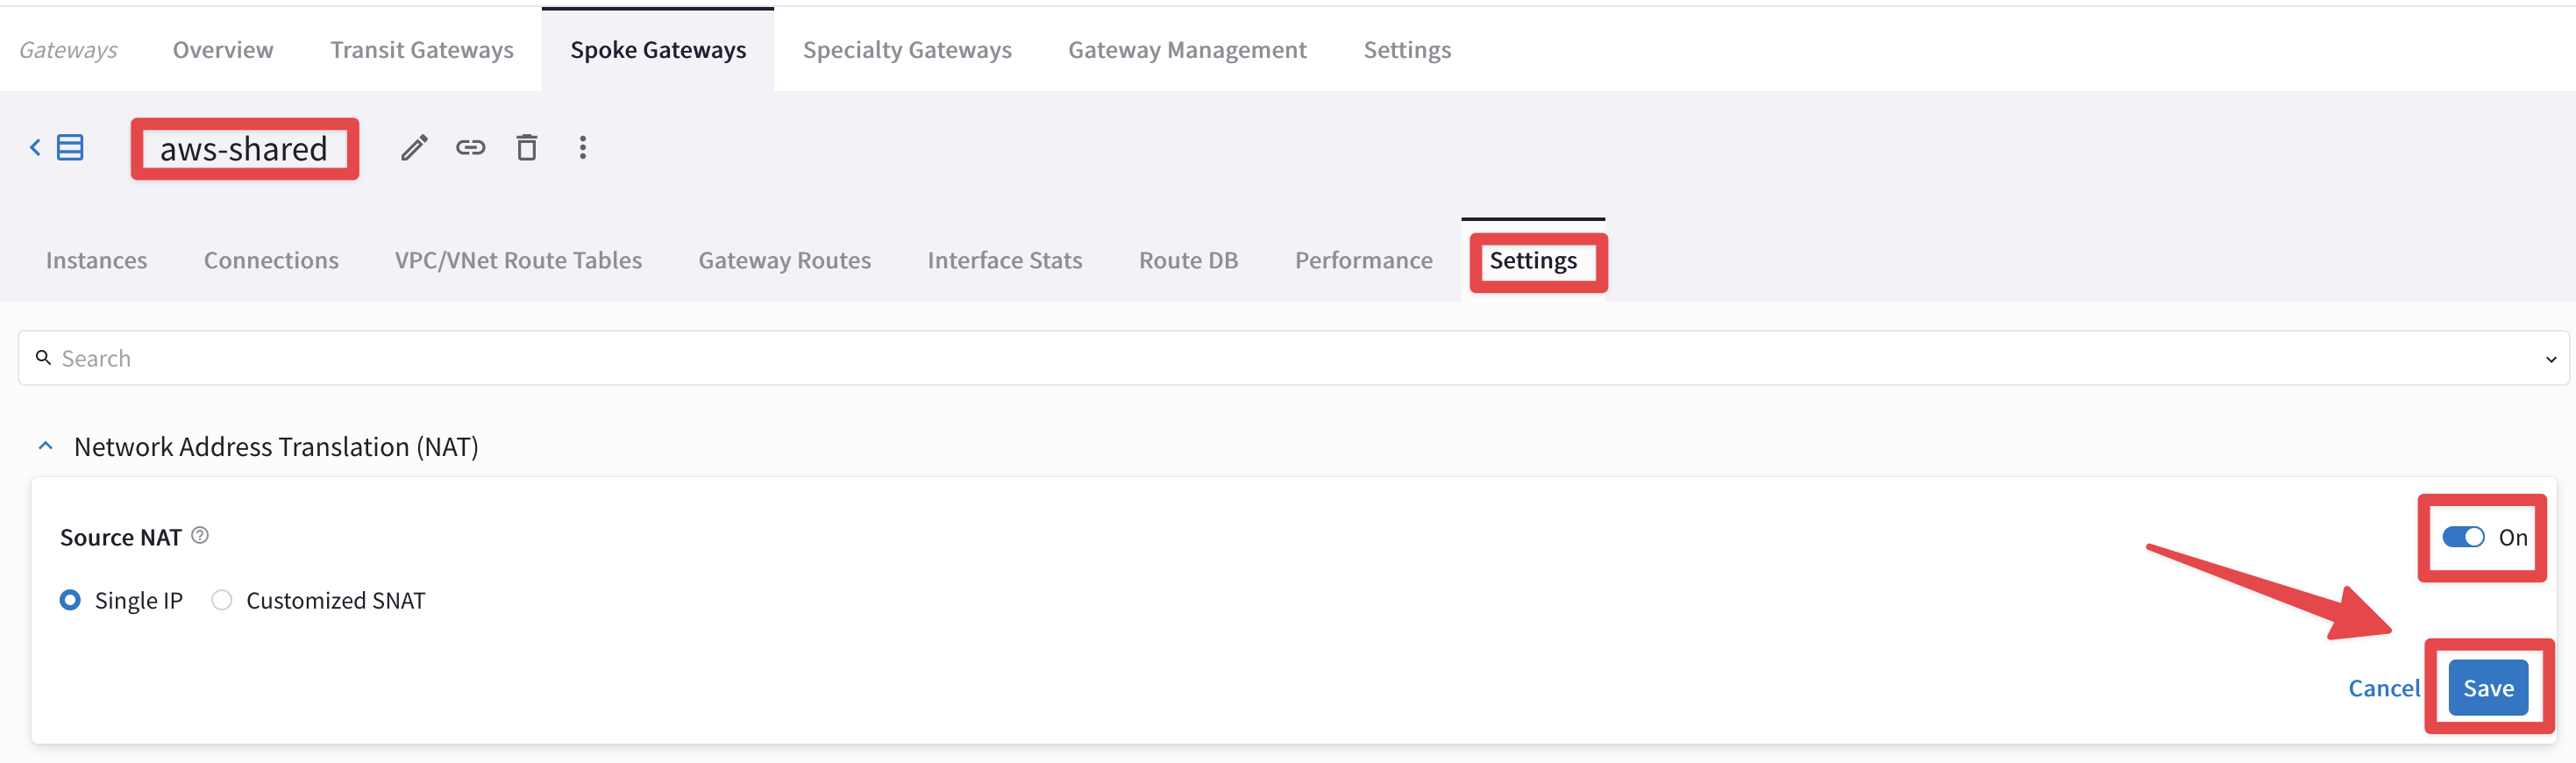 Gateways Overview Transit Gateways Spoke Gateways Specialty Gateways Gateway Management Settings
aws-shared
Instances Connections VPC/VNet Route Tables Gateway Routes Interface Stats Route DB Performance Settings
Search
Network Address Translation (NAT)
Source NAT ? On
Single IP Customized SNAT
Cancel Save